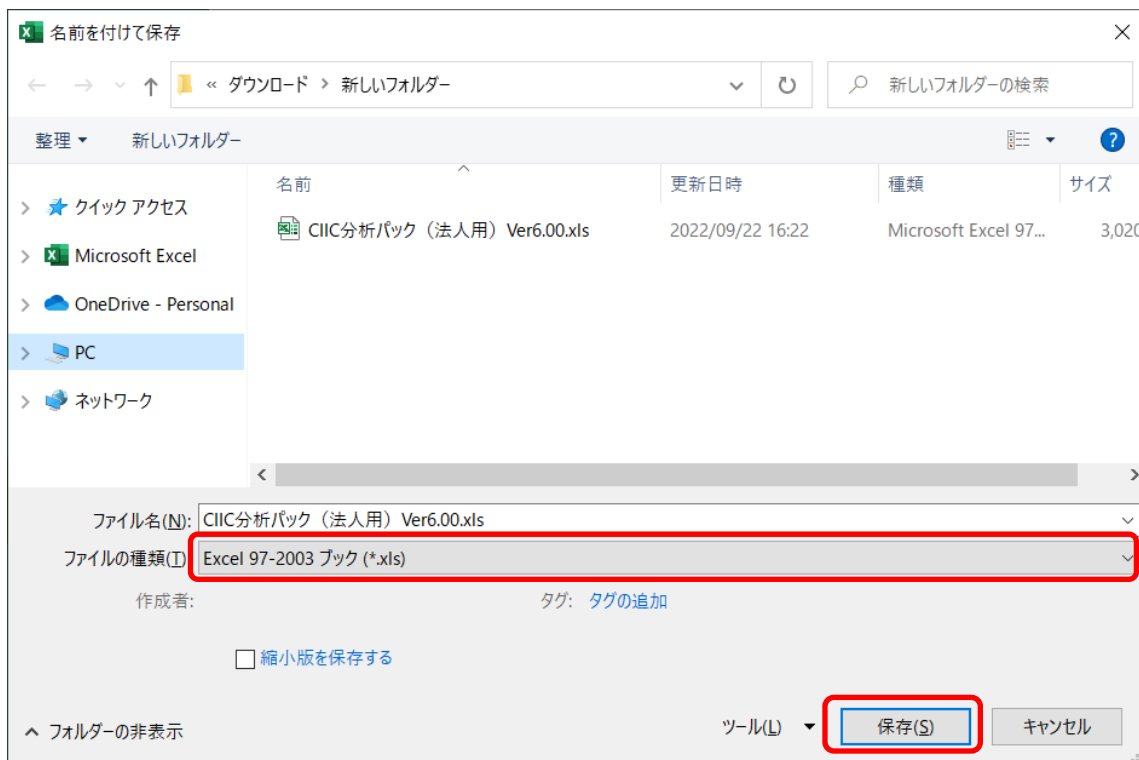 名前を付けて保存
« ダウンロード › 新しいフォルダー
新しいフォルダーの検索
整理
新しいフォルダー
名前
更新日時
種類
サイズ
クイック アクセス
CIIC分析パック（法人用）Ver6.00.xls
2022/09/22 16:22
Microsoft Excel 97...
3,020
Microsoft Excel
OneDrive - Personal
PC
ネットワーク
ファイル名(N): CIIC分析パック（法人用）Ver6.00.xls
ファイルの種類(T) Excel 97-2003 ブック (*.xls)
作成者:
タグ: タグの追加
縮小版を保存する
フォルダーの非表示
ツール(L)
保存(S)
キャンセル